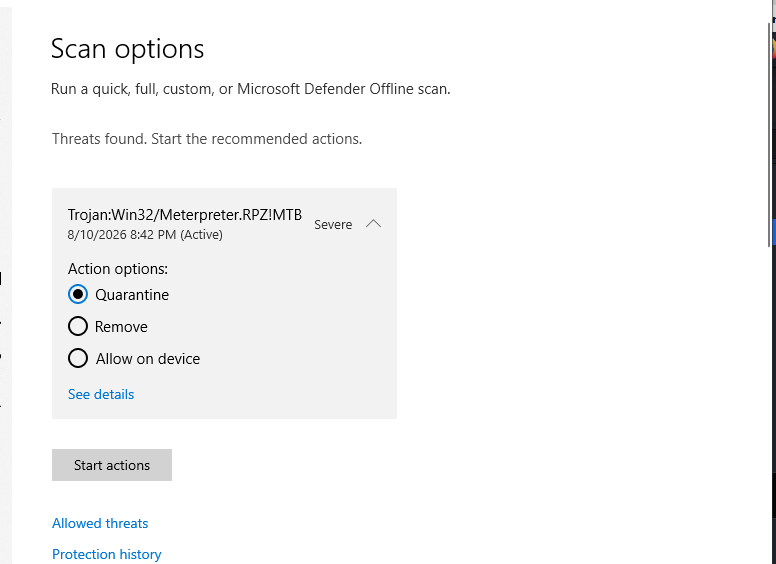 Scan options
Run a quick, full, custom, or Microsoft Defender Offline scan.
Threats found. Start the recommended actions.
Trojan:Win32/Meterpreter.RPZ!MTB
Severe
8/10/2026 8:42 PM (Active)
Action options:
Quarantine
Remove
Allow on device
See details
Start actions
Allowed threats
Protection history